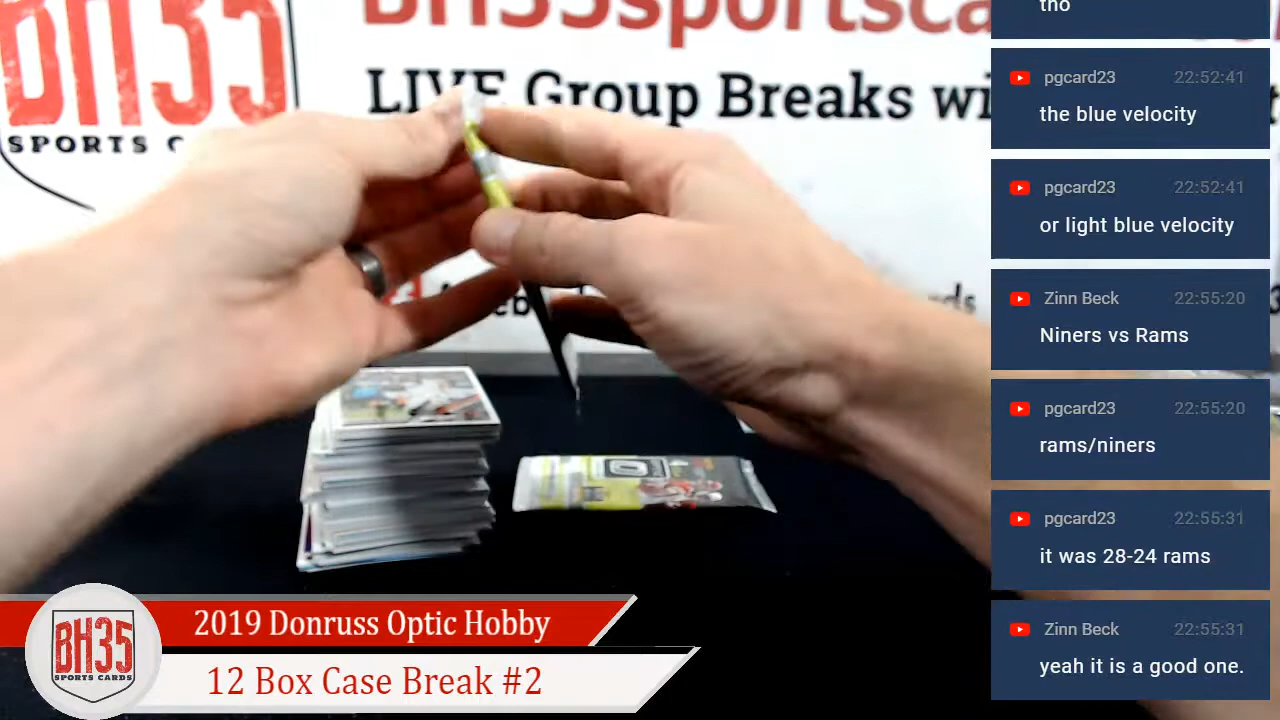 BH35sportsca
LIVE Group Breaks wi
BH35
SPORTS C
tho
pgcard23 22:52:41
the blue velocity
pgcard23 22:52:41
or light blue velocity
Zinn Beck 22:55:20
Niners vs Rams
pgcard23 22:55:20
rams/niners
pgcard23 22:55:31
it was 28-24 rams
Zinn Beck 22:55:31
yeah it is a good one.
2019 Donruss Optic Hobby
12 Box Case Break #2
BH35
SPORTS CARDS